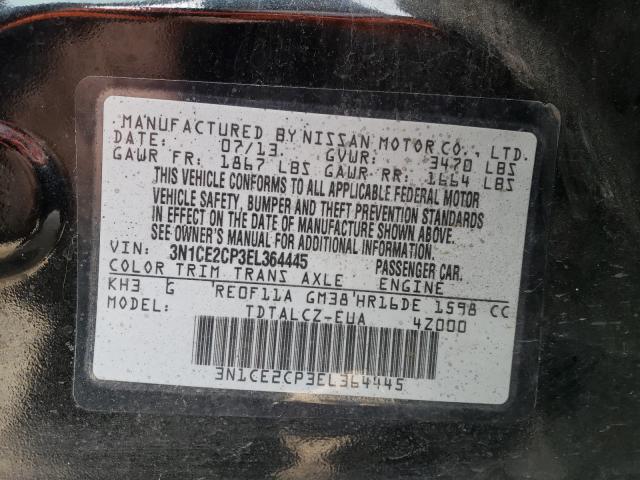 MANUFACTURED BY NISSAN MOTOR CO., LTD.
DATE: 07/13 GVWR: 3470 LBS
GAWR FR: 1867 LBS GAWR RR: 1664 LBS
THIS VEHICLE CONFORMS TO ALL APPLICABLE FEDERAL MOTOR
VEHICLE SAFETY, BUMPER AND THEFT PREVENTION STANDARDS
IN EFFECT ON THE DATE OF MANUFACTURE SHOWN ABOVE.
SEE OWNER'S MANUAL FOR ADDITIONAL INFORMATION.
VIN: 3N1CE2CP3EL364445 PASSENGER CAR.
COLOR TRIM TRANS AXLE ENGINE
KH3 G RE0F11A GM38 HR16DE 1598 CC
MODEL: TDTALCZ-EUA 4Z000
3N1CE2CP3EL364445